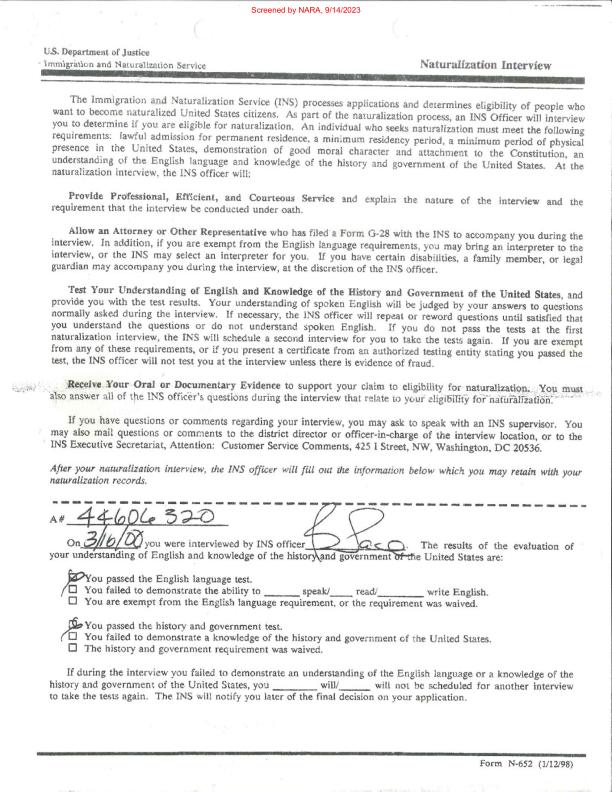 Screened by NARA, 9/14/2023
U.S. Department of Justice
Immigration and Naturalization Service
Naturalization Interview
The Immigration and Naturalization Service (INS) processes applications and determines eligibility of people who
want to become naturalized United States citizens. As part of the naturalization process, an INS Officer will interview
you to determine if you are eligible for naturalization. An individual who seeks naturalization must meet the following
requirements: lawful admission for permanent residence, a minimum residency period, a minimum period of physical
presence in the United States, demonstration of good moral character and attachment to the Constitution, an
understanding of the English language and knowledge of the history and government of the United States. At the
naturalization interview, the INS officer will:
Provide Professional, Efficient, and Courteous Service and explain the nature of the interview and the
requirement that the interview be conducted under oath.
Allow an Attorney or Other Representative who has filed a Form G-28 with the INS to accompany you during the
interview. In addition, if you are exempt from the English language requirements, you may bring an interpreter to the
interview, or the INS may select an interpreter for you. If you have certain disabilities, a family member, or legal
guardian may accompany you during the interview, at the discretion of the INS officer.
Test Your Understanding of English and Knowledge of the History and Government of the United States, and
provide you with the test results. Your understanding of spoken English will be judged by your answers to questions
normally asked during the interview. If necessary, the INS officer will repeat or reword questions until satisfied that
you understand the questions or do not understand spoken English. If you do not pass the tests at the first
naturalization interview, the INS will schedule a second interview for you to take the tests again. If you are exempt
from any of these requirements, or if you present a certificate from an authorized testing entity stating you passed the
test, the INS officer will not test you at the interview unless there is evidence of fraud.
Receive Your Oral or Documentary Evidence to support your claim to eligibility for naturalization. You must
also answer all of the INS officer's questions during the interview that relate to your eligibility for naturalization.
If you have questions or comments regarding your interview, you may ask to speak with an INS supervisor. You
may also mail questions or comments to the district director or officer-in-charge of the interview location, or to the
INS Executive Secretariat, Attention: Customer Service Comments, 425 I Street, NW, Washington, DC 20536.
After your naturalization interview, the INS officer will fill out the information below which you may retain with your
naturalization records.
A# 44606 320
On 3/16/00 you were interviewed by INS officer . The results of the evaluation of
your understanding of English and knowledge of the history and government of the United States are:
You passed the English language test.
You failed to demonstrate the ability to ______ speak/_____ read/_______ write English.
You are exempt from the English language requirement, or the requirement was waived.
You passed the history and government test.
You failed to demonstrate a knowledge of the history and government of the United States.
The history and government requirement was waived.
If during the interview you failed to demonstrate an understanding of the English language or a knowledge of the
history and government of the United States, you ________ will/______ will not be scheduled for another interview
to take the tests again. The INS will notify you later of the final decision on your application.
Form N-652 (1/12/98)